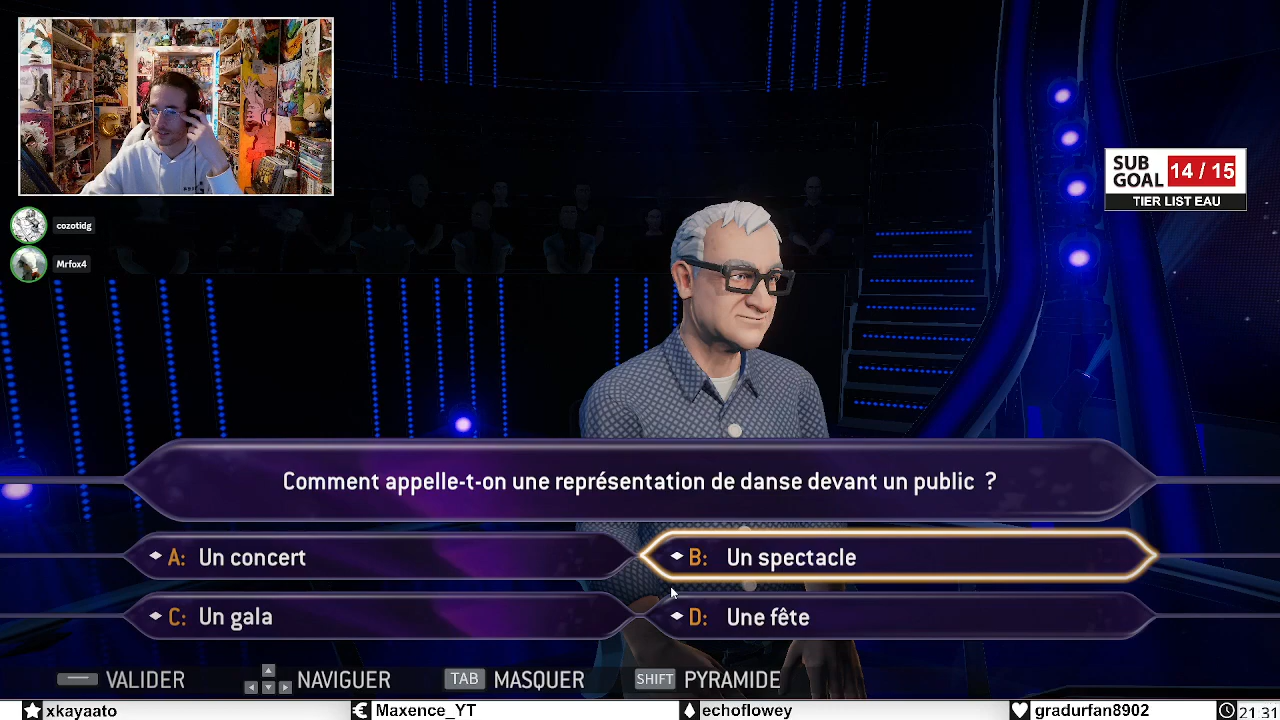 SUB GOAL 14 / 15
TIER LIST EAU
cozotidg
Mrfox4
Comment appelle-t-on une représentation de danse devant un public ?
A: Un concert
B: Un spectacle
C: Un gala
D: Une fête
VALIDER
NAVIGUER
TAB MASQUER
SHIFT PYRAMIDE
xkayaato
Maxence_YT
echoflowey
gradurfan8902
21:31